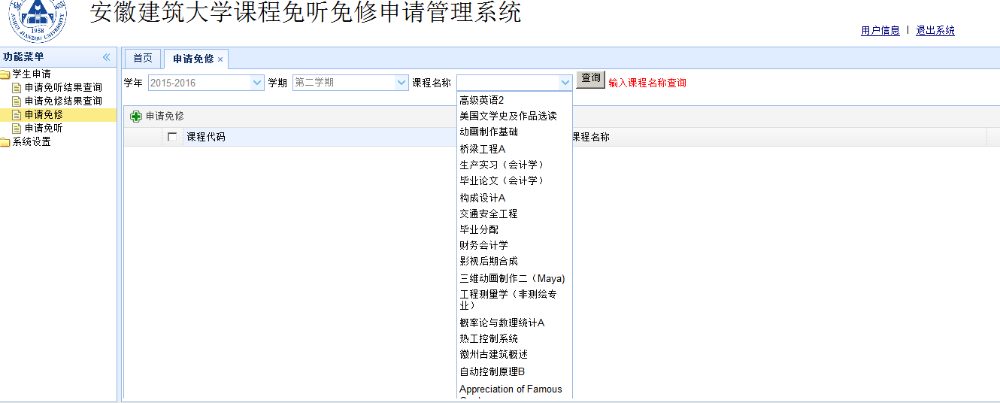 安徽建筑大学课程免听免修申请管理系统
1958
ANHUI JIANZHU UNIVERSITY
用户信息 | 退出系统
功能菜单
学生申请
申请免听结果查询
申请免修结果查询
申请免修
申请免听
系统设置
首页 申请免修
学年 2015-2016 学期 第二学期 课程名称 查询 输入课程名称查询
申请免修
课程代码 课程名称
高级英语2
美国文学史及作品选读
动画制作基础
桥梁工程A
生产实习（会计学）
毕业论文（会计学）
构成设计A
交通安全工程
毕业分配
财务会计学
影视后期合成
三维动画制作二（Maya)
工程测量学（非测绘专
业）
概率论与数理统计A
热工控制系统
徽州古建筑概述
自动控制原理B
Appreciation of Famous